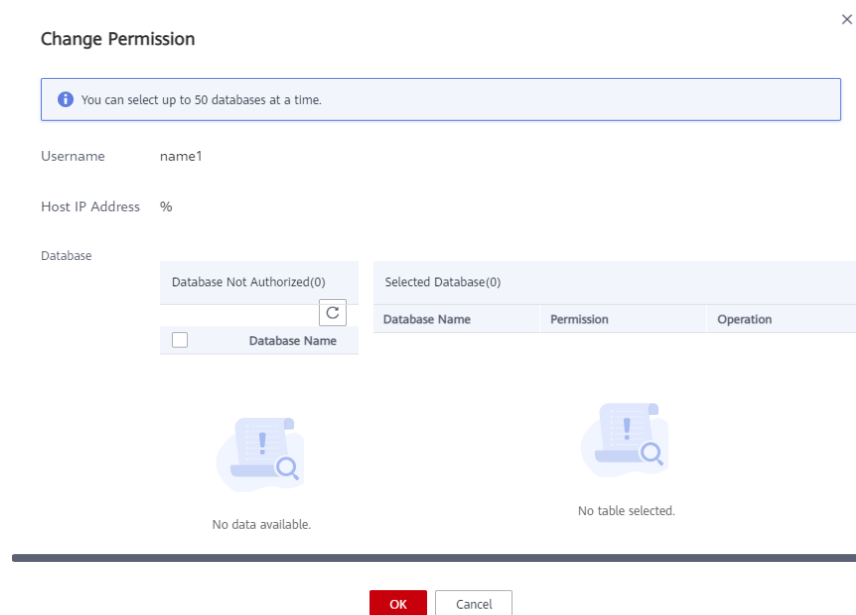 Change Permission
You can select up to 50 databases at a time.
Username name1
Host IP Address %
Database
Database Not Authorized(0) Selected Database(0)
Database Name Permission Operation
Database Name
No data available.
No table selected.
OK Cancel